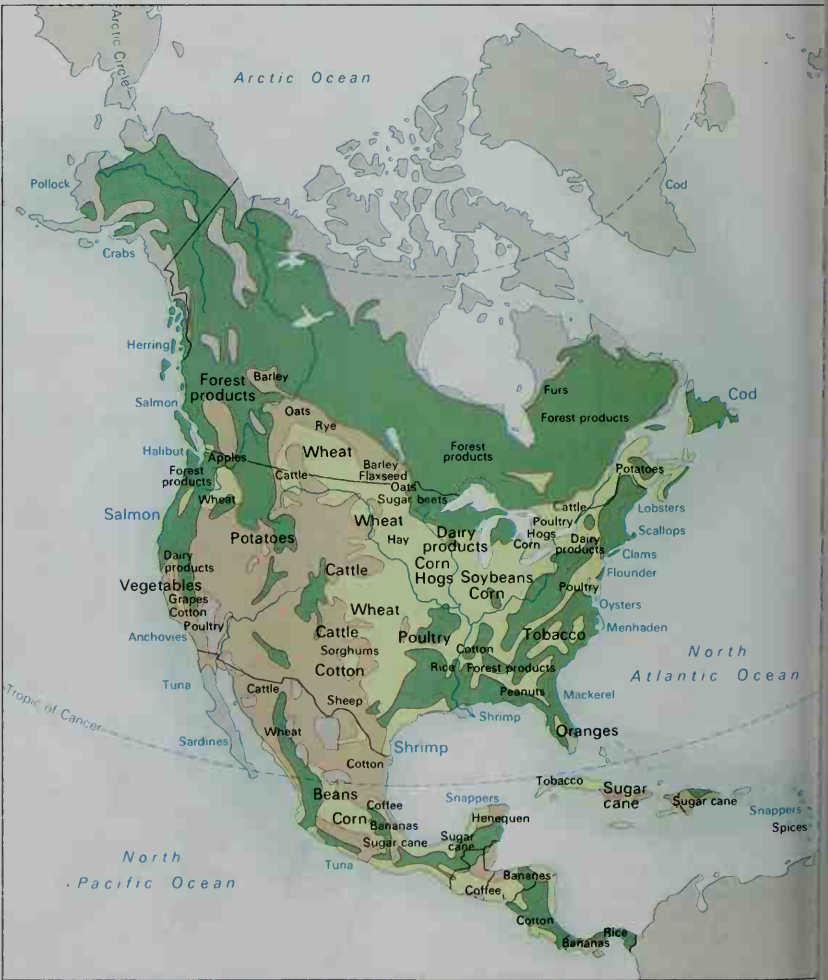 Arctic Circle
Arctic Ocean
Pollock
Cod
Crabs
Herring
Forest
products
Barley
Furs
Cod
Salmon
Oats
Forest products
Rye
Halibut
Apples
Wheat
Forest
products
Forest
products
Cattle
Barley
Flaxseed
Oats
Potatoes
Wheat
Sugar beets
Salmon
Wheat
Cattle
Lobsters
Potatoes
Hay
Dairy
products
Poultry
Hogs
Corn
Dairy
products
Scallops
Clams
Dairy
products
Cattle
Corn
Hogs
Soybeans
Corn
Flounder
Vegetables
Poultry
Grapes
Cotton
Wheat
Oysters
Poultry
Menhaden
Anchovies
Cattle
Poultry
Tobacco
Sorghums
Cotton
North
Atlantic Ocean
Cotton
Rice
Forest products
Tuna
Cattle
Peanuts
Mackerel
Tropic of Cancer
Sheep
Shrimp
Wheat
Oranges
Sardines
Shrimp
Cotton
Tobacco
Beans
Coffee
Snappers
Sugar
cane
Sugar cane
Snappers
Corn
Bananas
Henequen
Spices
Sugar cane
Sugar
cane
North
Pacific Ocean
Tuna
Bananas
Coffee
Cotton
Rice
Bananas